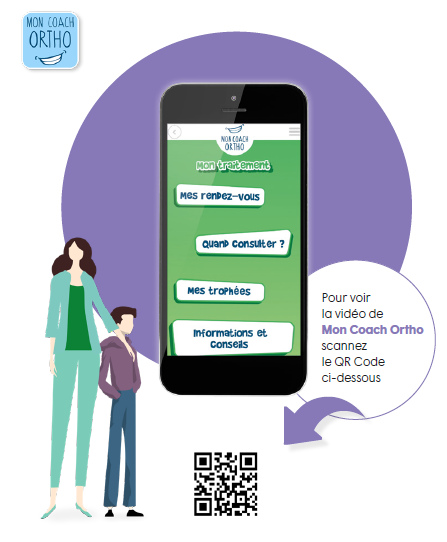 MON COACH
ORTHO
MON COACH
ORTHO
Mon traitement
Mes rendez-vous
Quand consulter ?
Mes trophées
Informations et
conseils
Pour voir
la vidéo de
Mon Coach Ortho
scannez
le QR Code
ci-dessous